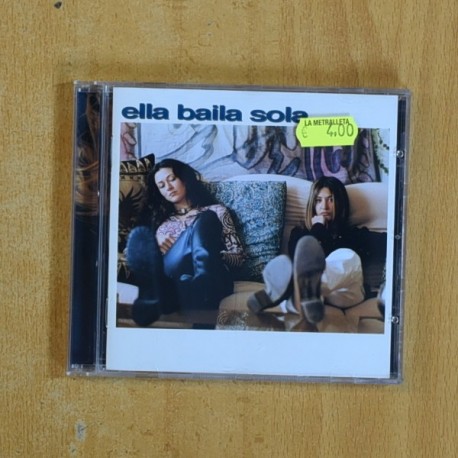 ella baila sola
LA METRALLETA
€ 4,00